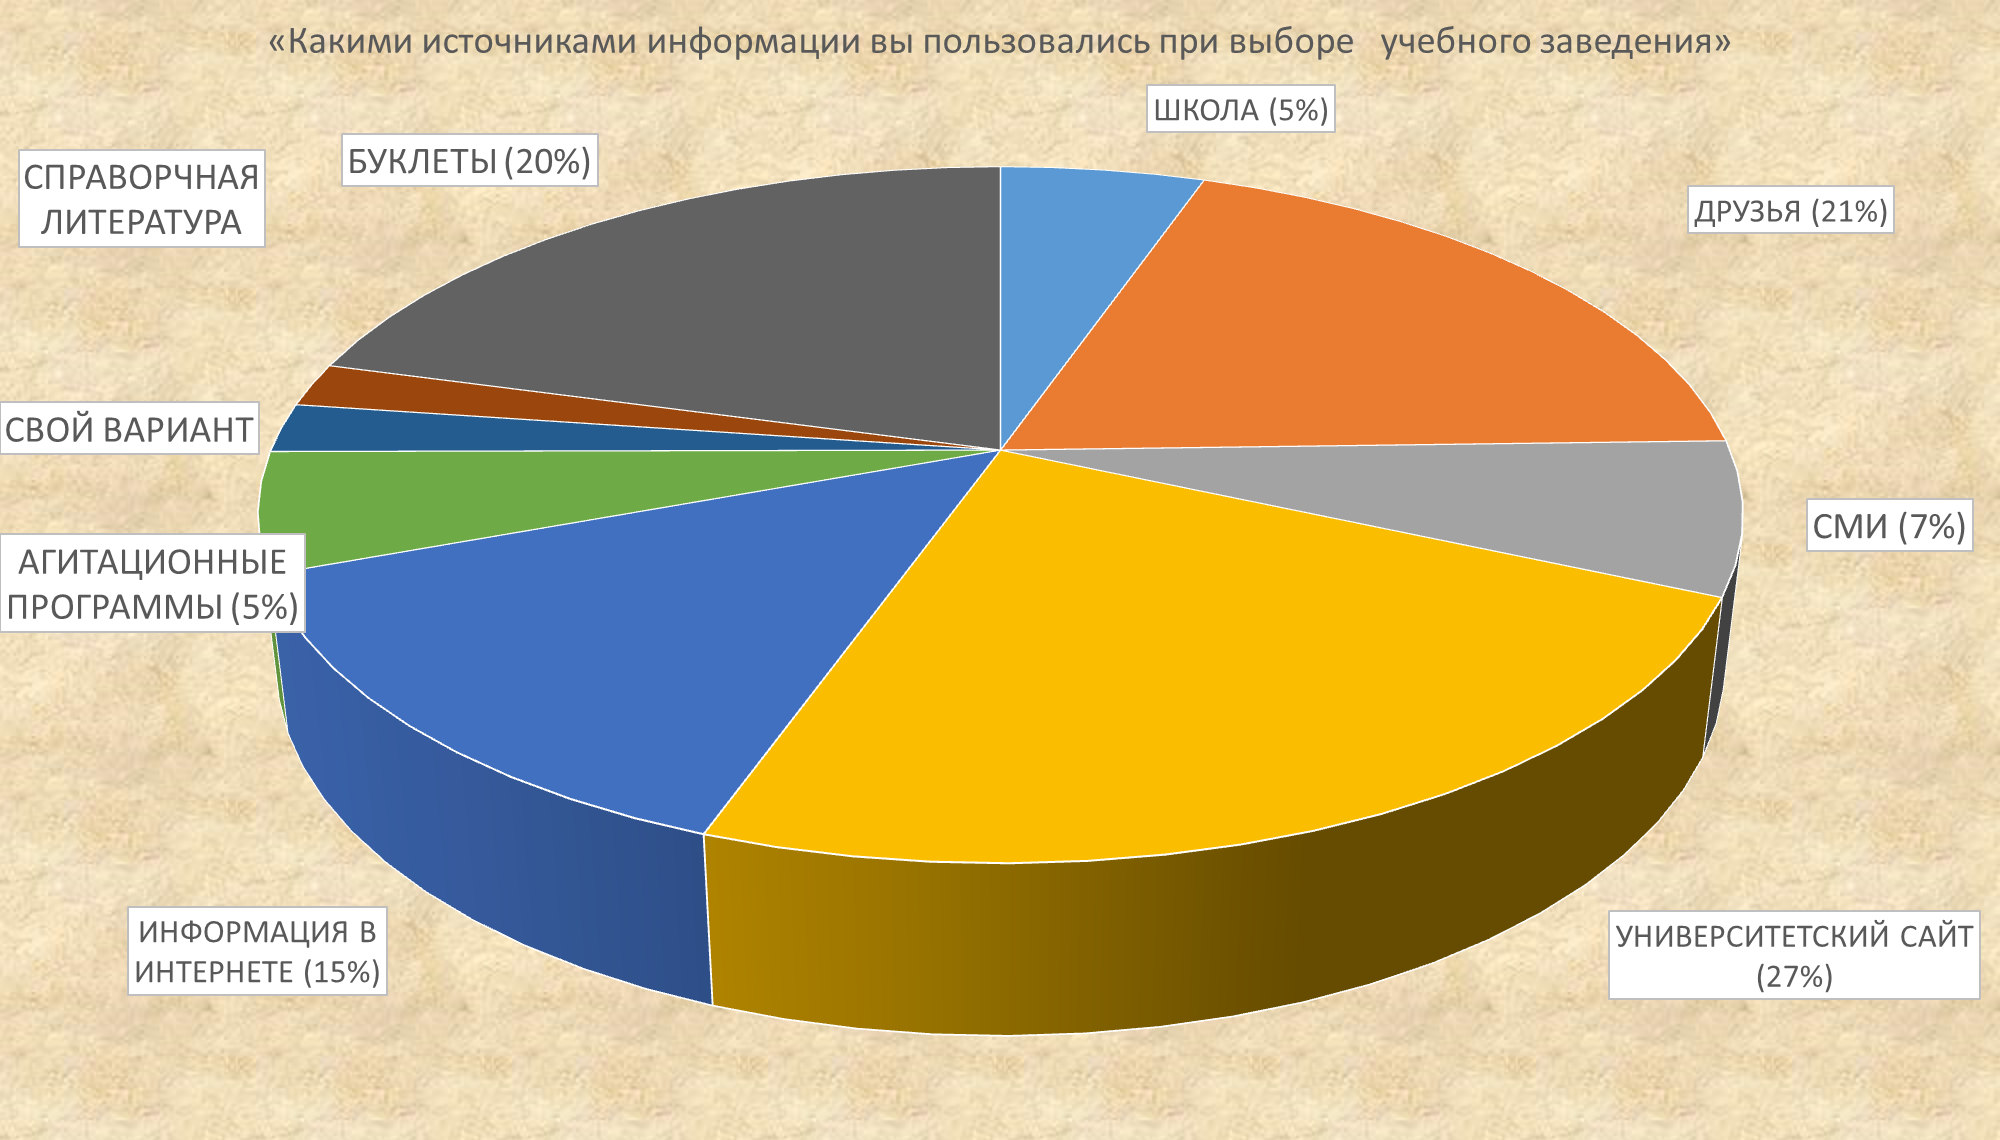 «Какими источниками информации вы пользовались при выборе учебного заведения»
ШКОЛА (5%)
ДРУЗЬЯ (21%)
СМИ (7%)
УНИВЕРСИТЕТСКИЙ САЙТ
(27%)
ИНФОРМАЦИЯ В
ИНТЕРНЕТЕ (15%)
АГИТАЦИОННЫЕ
ПРОГРАММЫ (5%)
СВОЙ ВАРИАНТ
СПРАВОРЧНАЯ
ЛИТЕРАТУРА
БУКЛЕТЫ (20%)